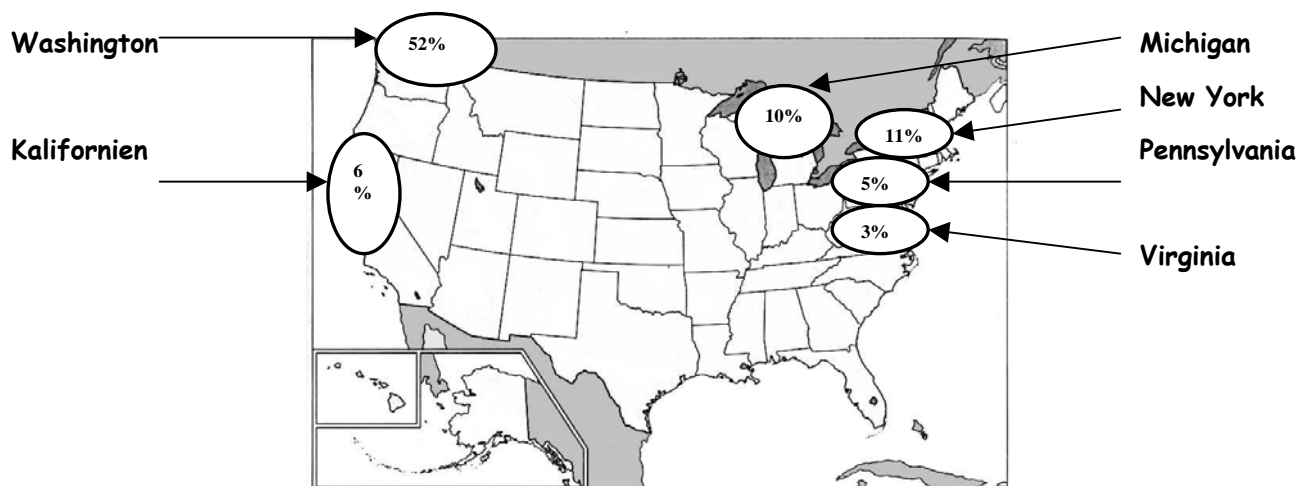 Washington
52%
Michigan
10%
New York
11%
Kalifornien
6
%
Pennsylvania
5%
3%
Virginia